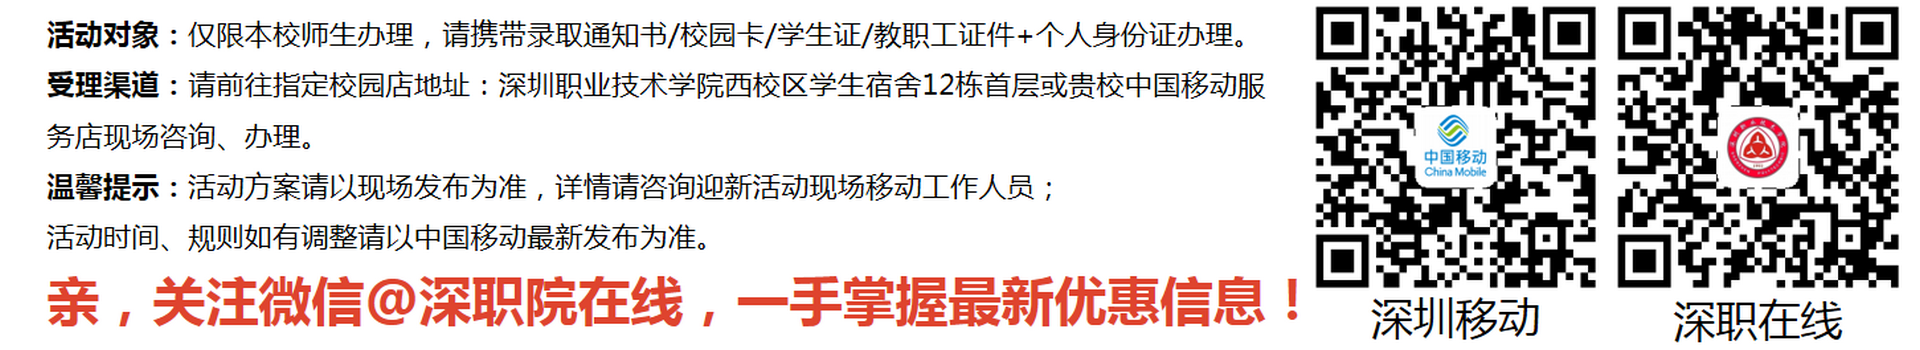 活动对象：仅限本校师生办理，请携带录取通知书/校园卡/学生证/教职工证件+个人身份证办理。
受理渠道：请前往指定校园店地址：深圳职业技术学院西校区学生宿舍12栋首层或贵校中国移动服
务店现场咨询、办理。
温馨提示：活动方案请以现场发布为准，详情请咨询迎新活动现场移动工作人员；
活动时间、规则如有调整请以中国移动最新发布为准。
亲，关注微信@深职院在线，一手掌握最新优惠信息！
中国移动
China Mobile
深圳移动
深职在线